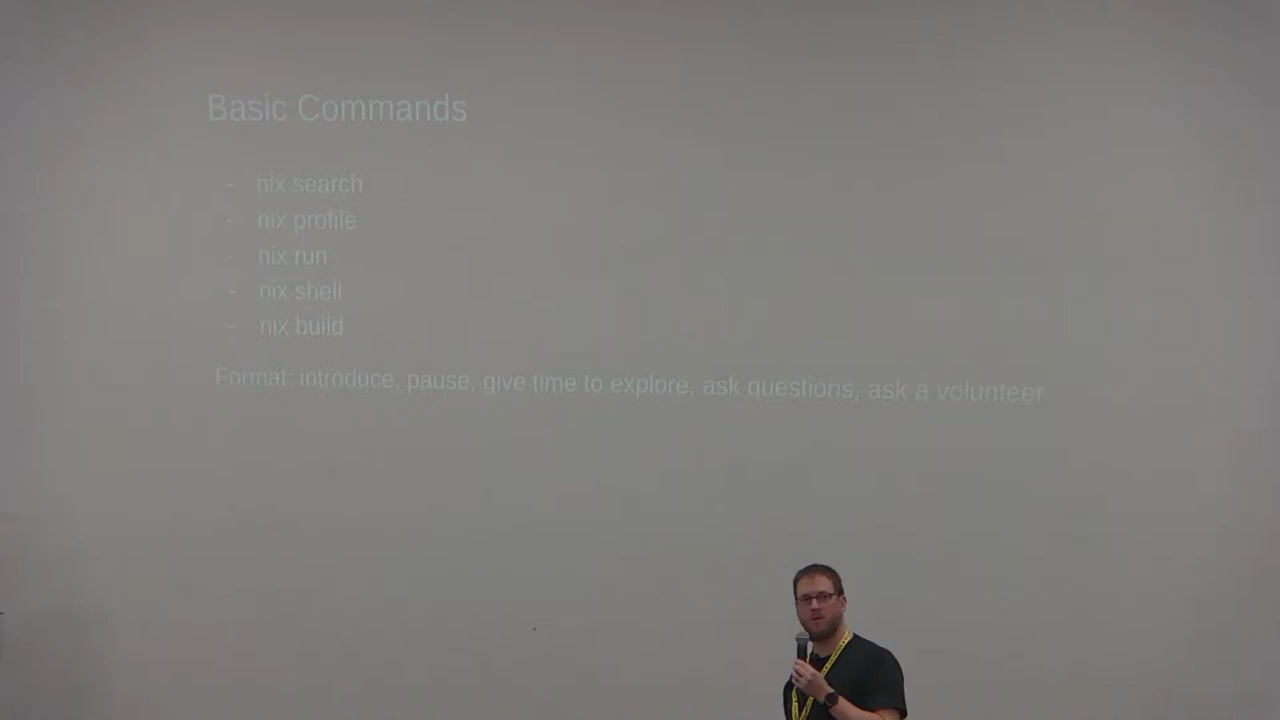 Basic Commands
- nix search
- nix profile
- nix run
- nix shell
- nix build
Format: introduce, pause, give time to explore, ask questions, ask a volunteer